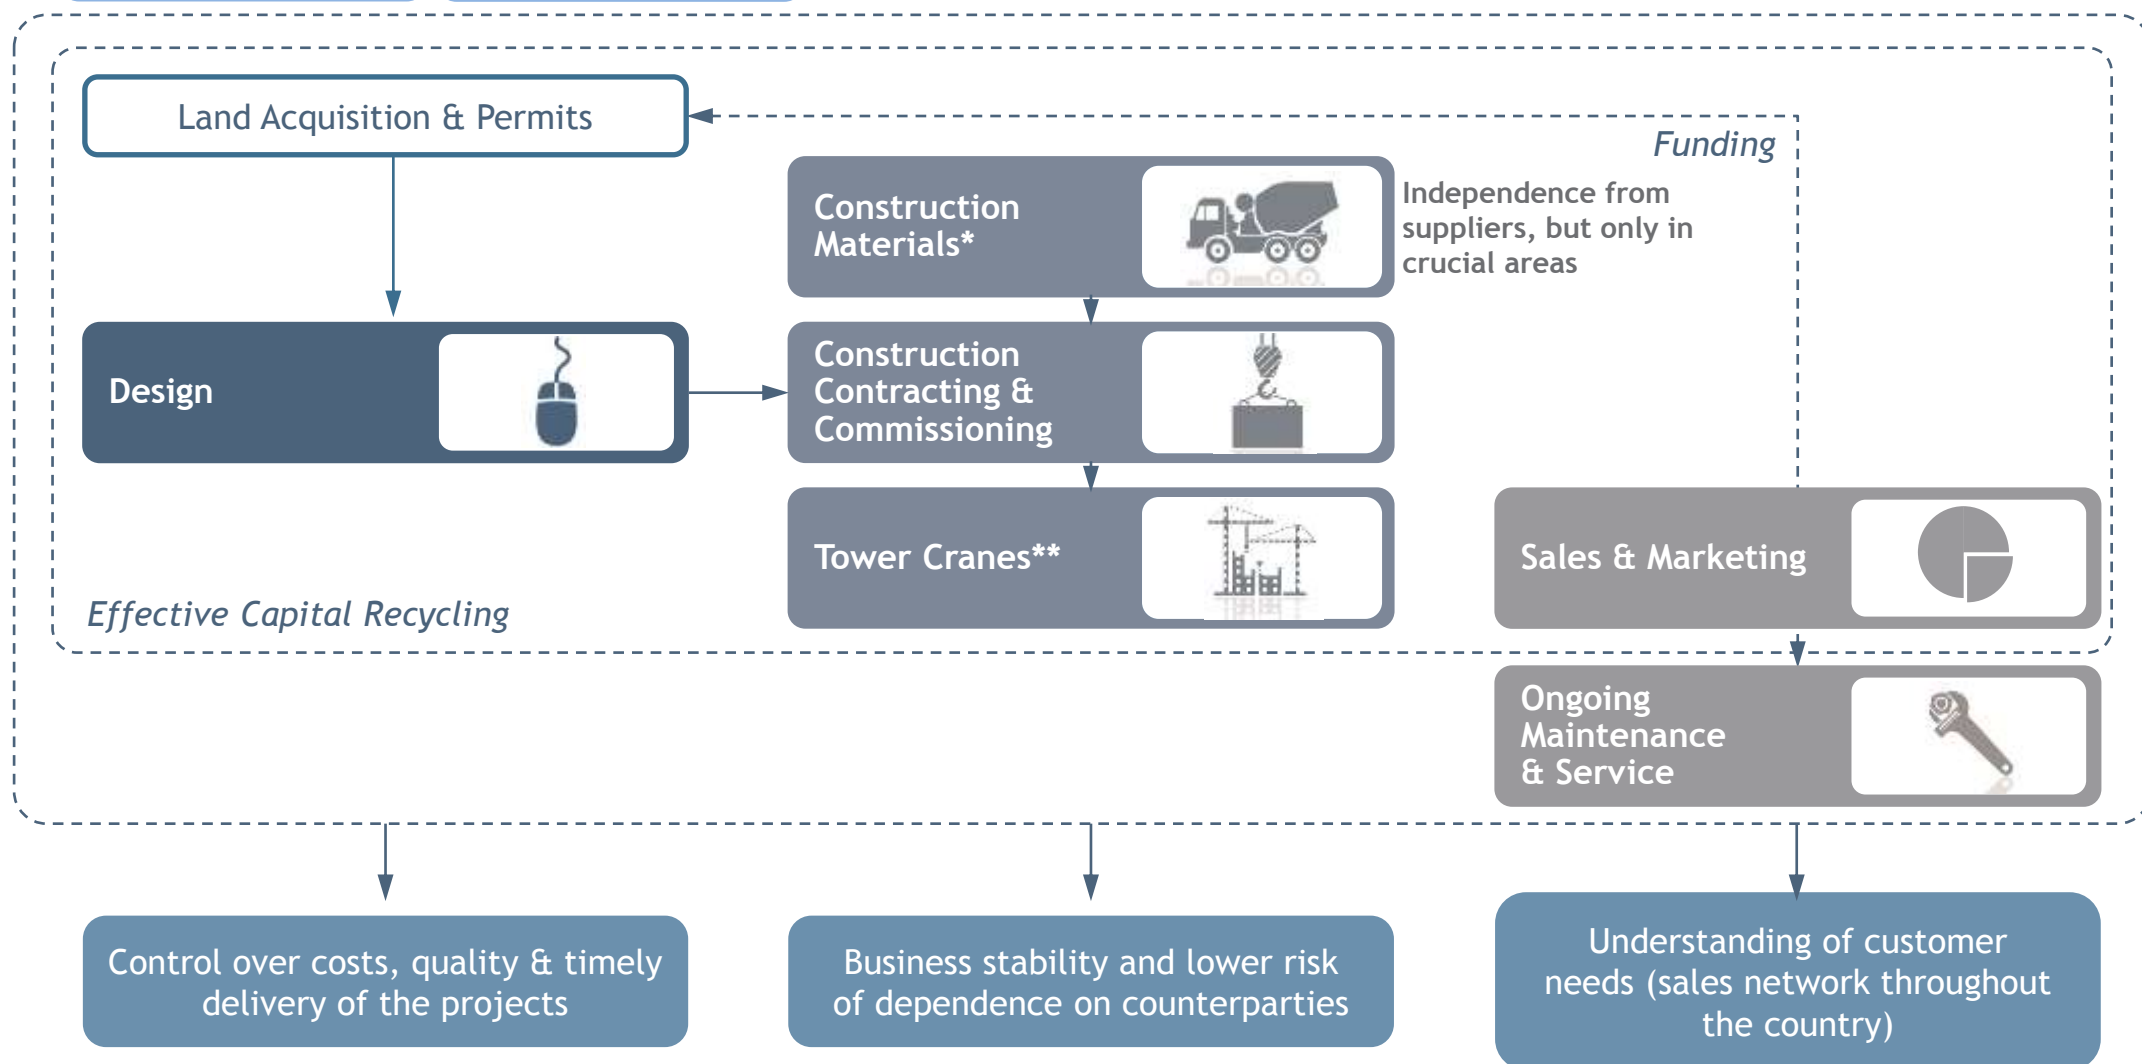 Land Acquisition & Permits
Funding
Construction
Materials*
Independence from
suppliers, but only in
crucial areas
Design
Construction
Contracting &
Commissioning
Tower Cranes**
Sales & Marketing
Effective Capital Recycling
Ongoing
Maintenance
& Service
Control over costs, quality & timely
delivery of the projects
Business stability and lower risk
of dependence on counterparties
Understanding of customer
needs (sales network throughout
the country)